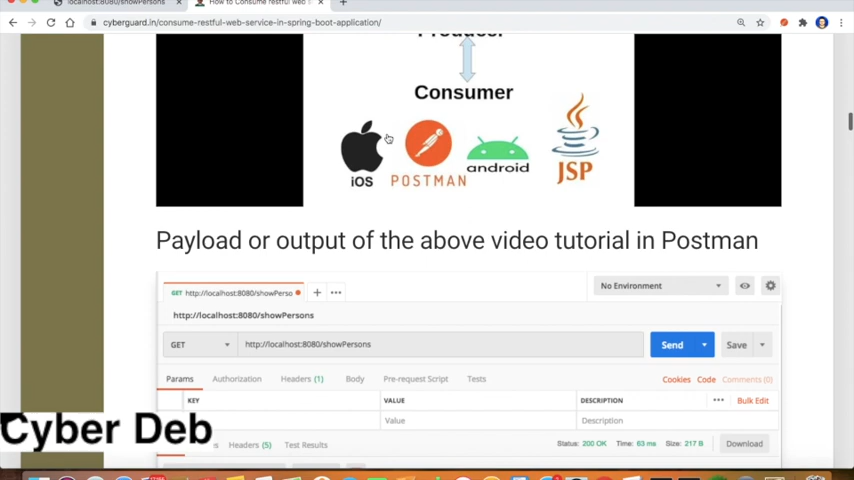 localhost:8080/showPersons
How to Consume restful web s
cyberguard.in/consume-restful-web-service-in-spring-boot-application/
Producer
Consumer
iOS
POSTMAN
android
JSP
Payload or output of the above video tutorial in Postman
GET http://localhost:8080/showPerso
No Environment
http://localhost:8080/showPersons
GET
http://localhost:8080/showPersons
Send
Save
Params
Authorization
Headers (1)
Body
Pre-request Script
Tests
Cookies
Code
Comments (0)
KEY
VALUE
DESCRIPTION
Bulk Edit
Value
Description
Cyber Deb
Headers (5)
Test Results
Status: 200 OK
Time: 63 ms
Size: 217 B
Download